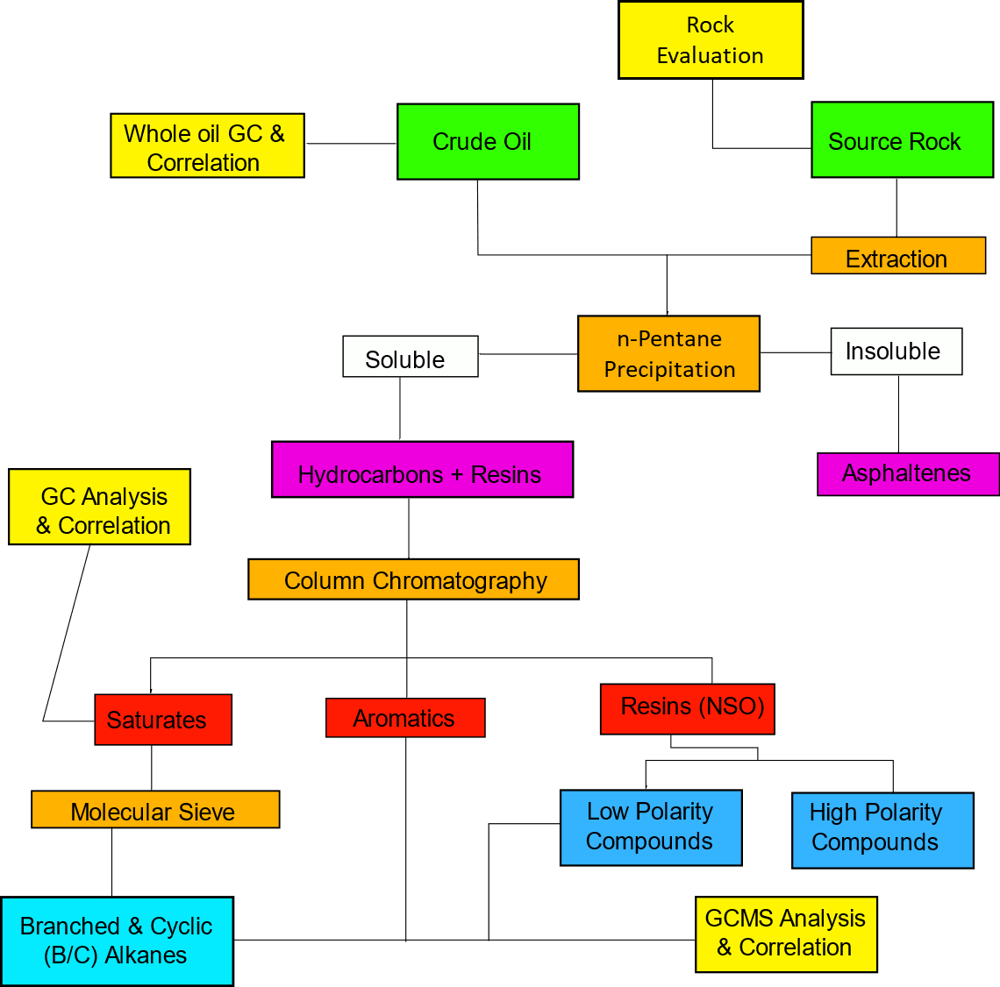 Rock
Evaluation
Whole oil GC &
Correlation
Crude Oil
Source Rock
Extraction
n-Pentane
Precipitation
Soluble
Insoluble
Hydrocarbons + Resins
Asphaltenes
GC Analysis
& Correlation
Column Chromatography
Saturates
Aromatics
Resins (NSO)
Molecular Sieve
Low Polarity
Compounds
High Polarity
Compounds
Branched & Cyclic
(B/C) Alkanes
GCMS Analysis
& Correlation